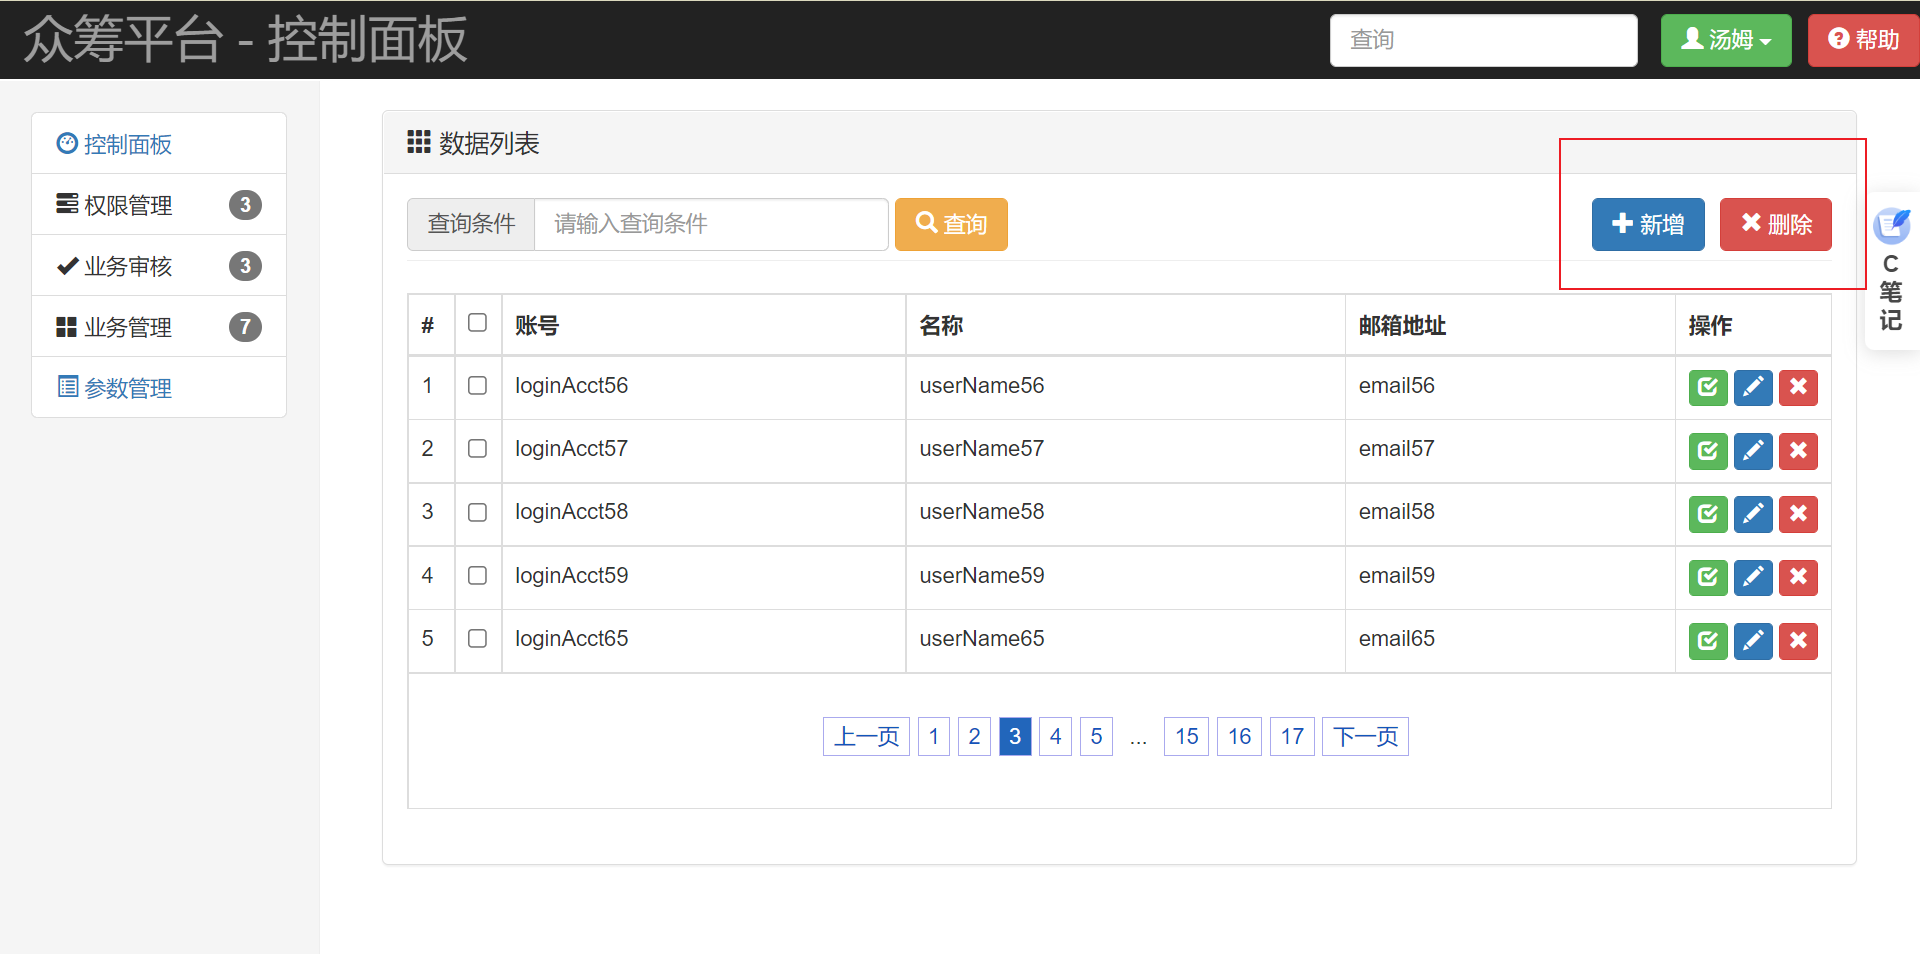 众筹平台 - 控制面板
查询
汤姆
帮助
控制面板
权限管理 3
业务审核 3
业务管理 7
参数管理
数据列表
查询条件 请输入查询条件 查询 新增 删除
# 账号 名称 邮箱地址 操作
1 loginAcct56 userName56 email56
2 loginAcct57 userName57 email57
3 loginAcct58 userName58 email58
4 loginAcct59 userName59 email59
5 loginAcct65 userName65 email65
上一页 1 2 3 4 5 ... 15 16 17 下一页
C
笔
记